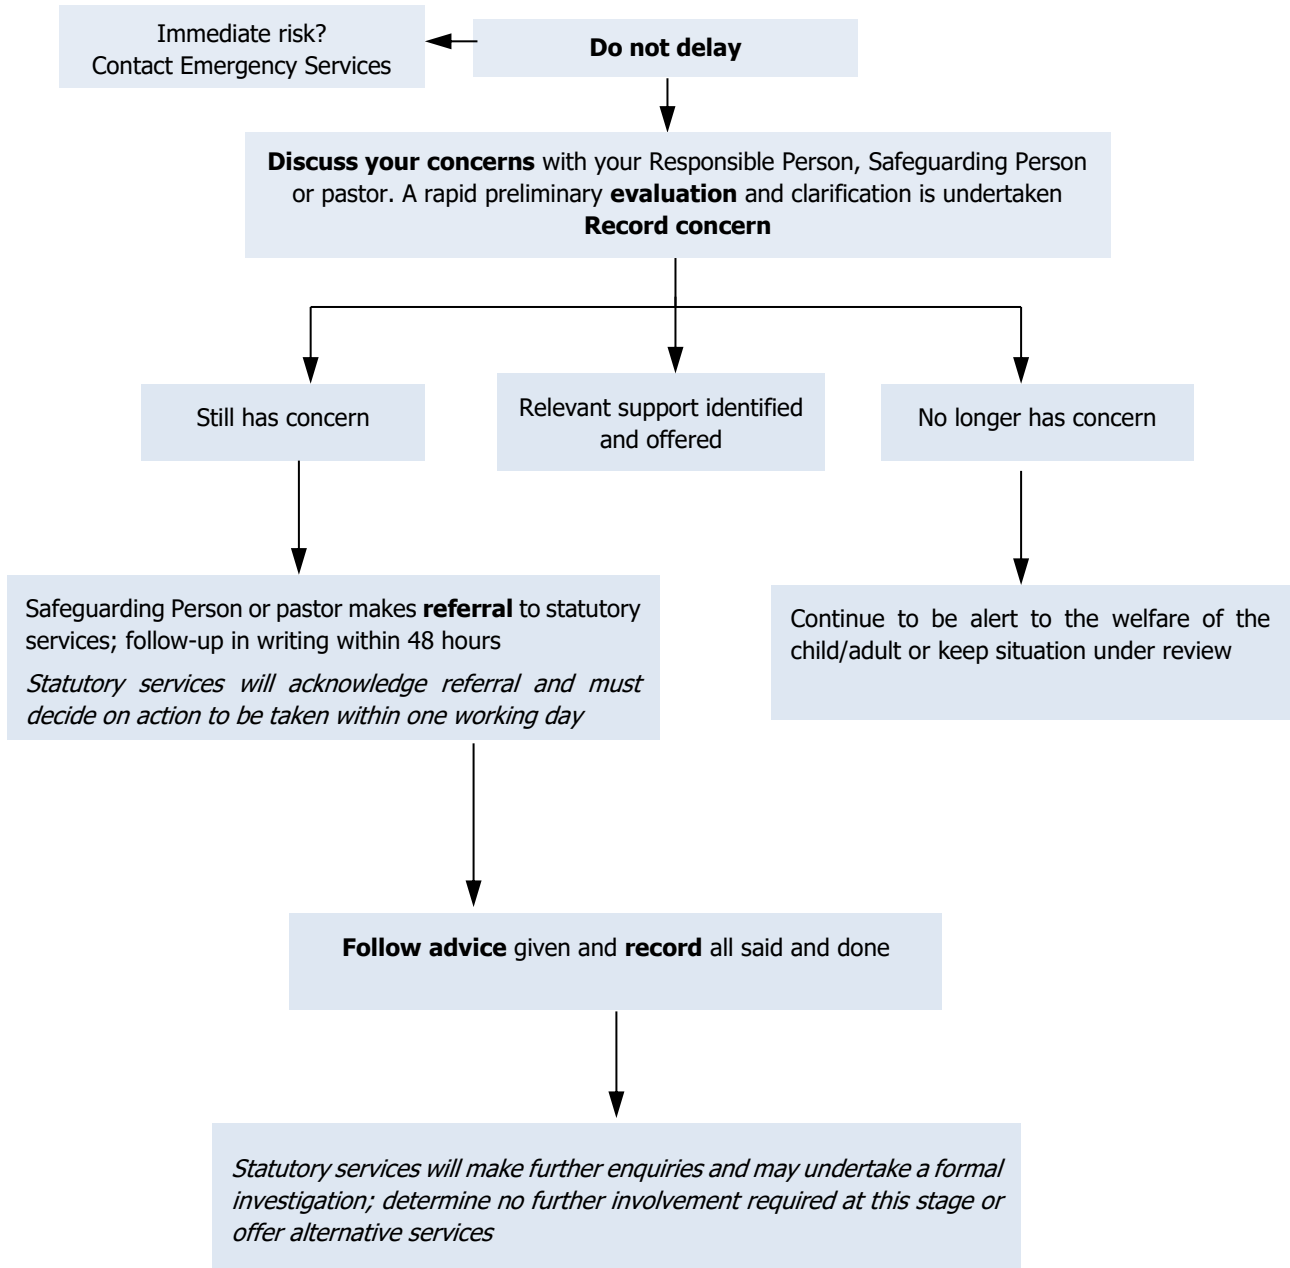 Immediate risk?
Contact Emergency Services
Do not delay
Discuss your concerns with your Responsible Person, Safeguarding Person
or pastor. A rapid preliminary evaluation and clarification is undertaken
Record concern
Still has concern
Relevant support identified
and offered
No longer has concern
Safeguarding Person or pastor makes referral to statutory
services; follow-up in writing within 48 hours
Statutory services will acknowledge referral and must
decide on action to be taken within one working day
Continue to be alert to the welfare of the
child/adult or keep situation under review
Follow advice given and record all said and done
Statutory services will make further enquiries and may undertake a formal
investigation; determine no further involvement required at this stage or
offer alternative services